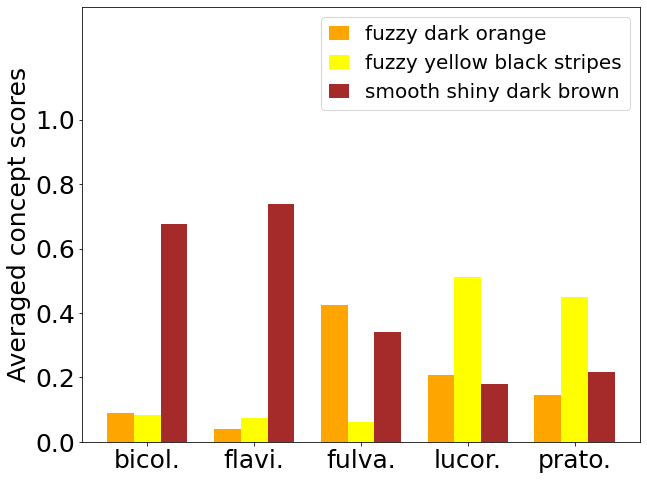 fuzzy dark orange
fuzzy yellow black stripes
smooth shiny dark brown
Averaged concept scores
1.0
0.8
0.6
0.4
0.2
0.0
bicol. flavi. fulva. lucor. prato.